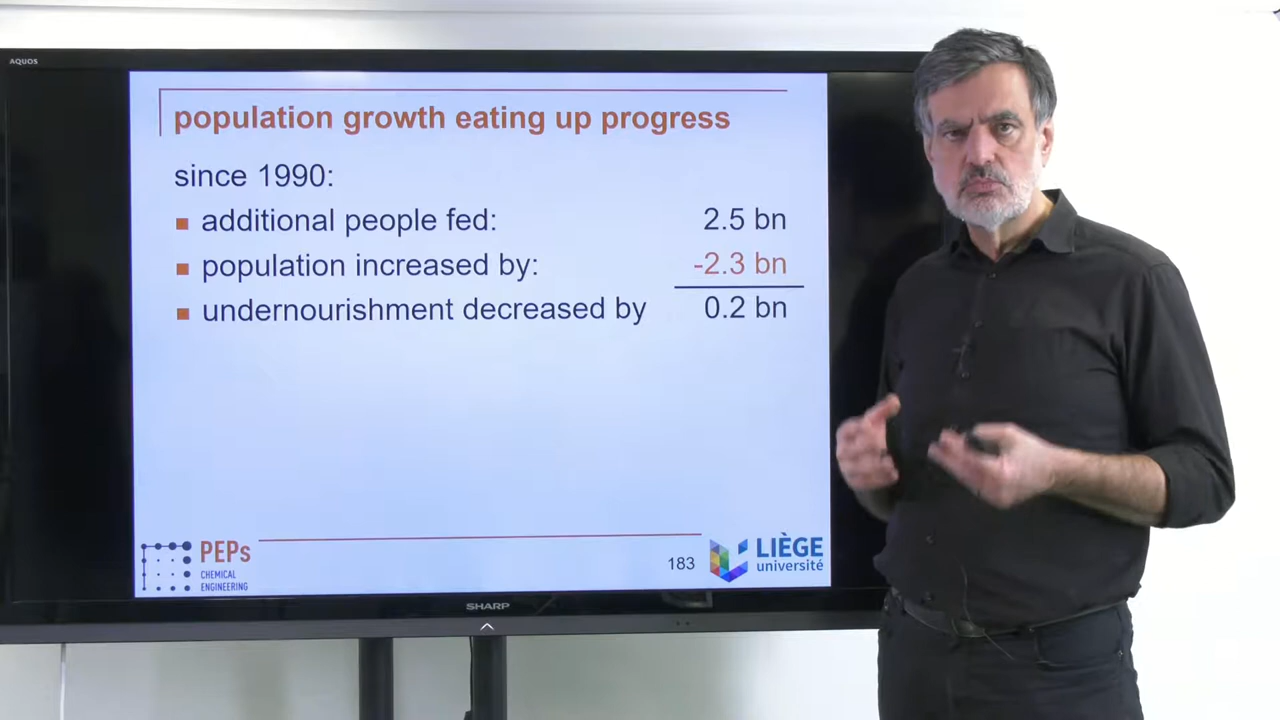 AQUOS
population growth eating up progress
since 1990:
additional people fed: 2.5 bn
population increased by: -2.3 bn
undernourishment decreased by 0.2 bn
PEPs
CHEMICAL
ENGINEERING
183
LIÈGE
université
SHARP